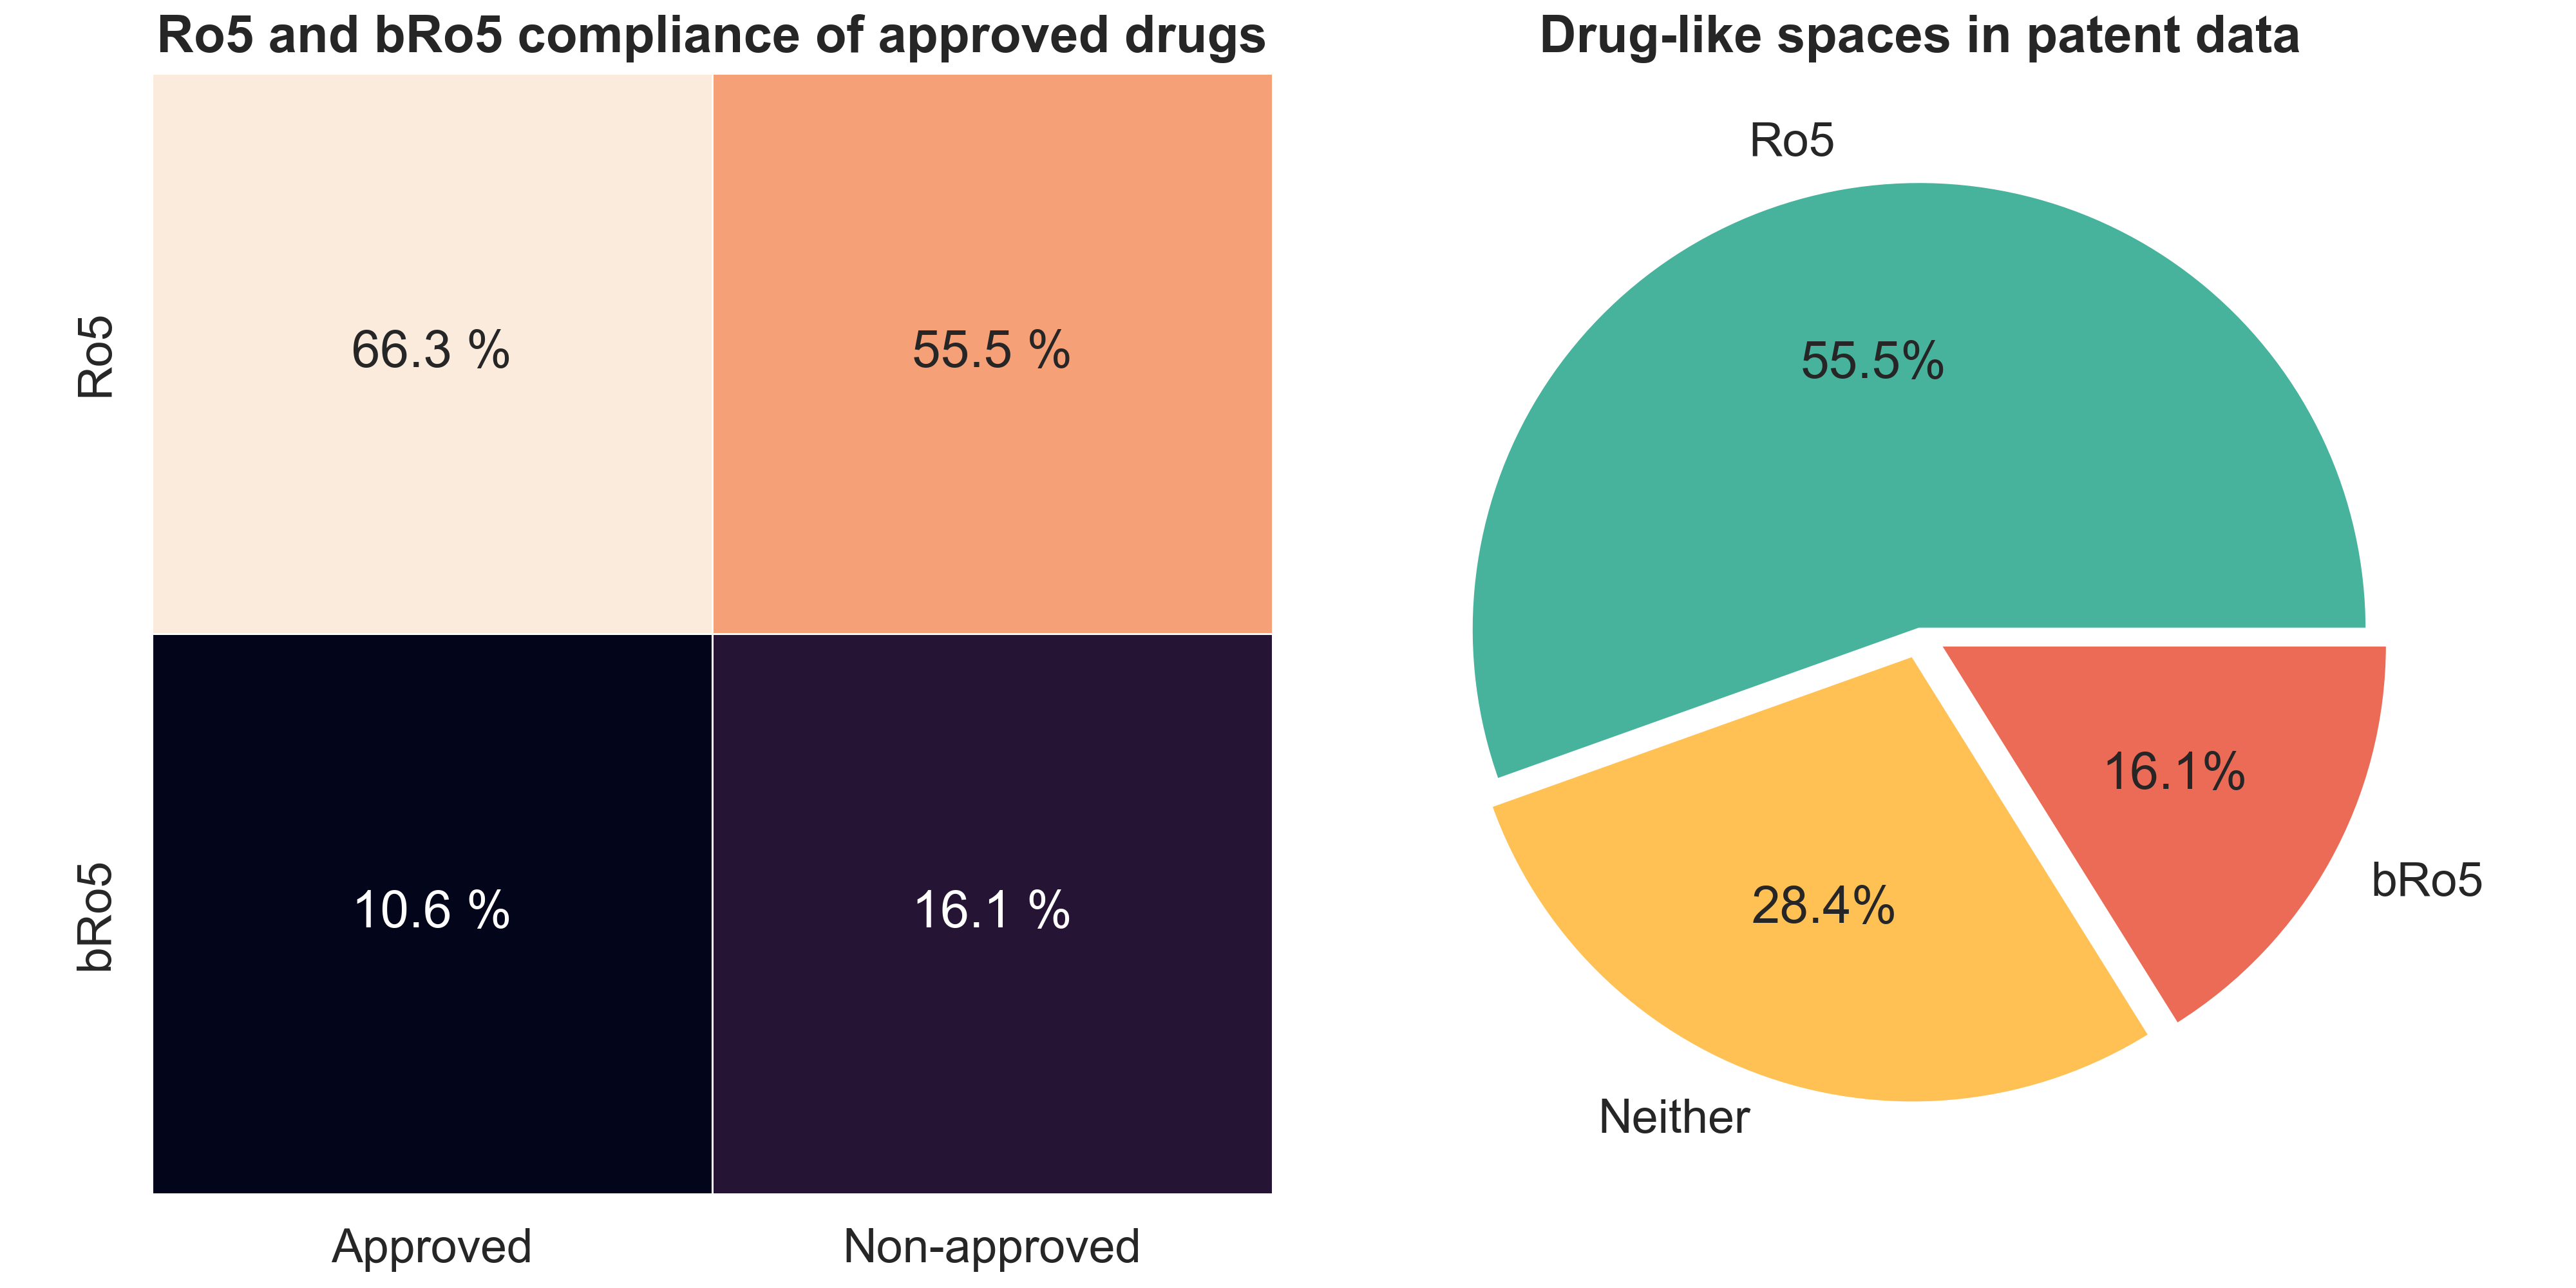 Ro5 and bRo5 compliance of approved drugs
Ro5
66.3 %
55.5 %
bRo5
10.6 %
16.1 %
Approved
Non-approved
Drug-like spaces in patent data
Ro5
55.5%
16.1%
bRo5
28.4%
Neither